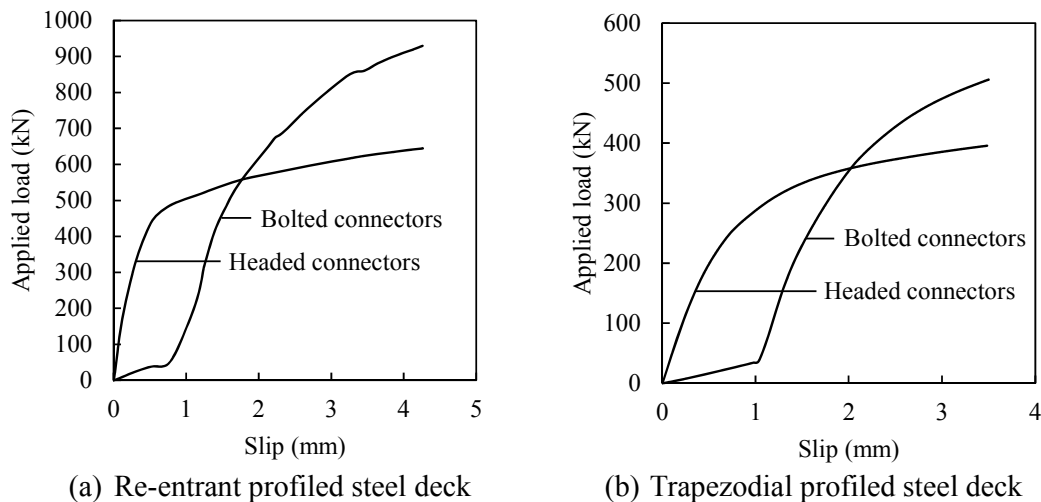 1000
900
800
700
600
500
400
300
200
100
0
Applied load (kN)
Bolted connectors
Headed connectors
0 1 2 3 4 5
Slip (mm)
(a) Re-entrant profiled steel deck
600
500
400
300
200
100
0
Applied load (kN)
Bolted connectors
Headed connectors
0 1 2 3 4
Slip (mm)
(b) Trapezodial profiled steel deck